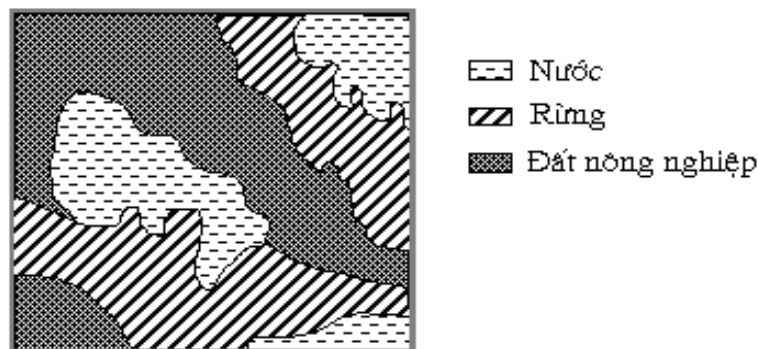 Nước
Rừng
Đất nông nghiệp